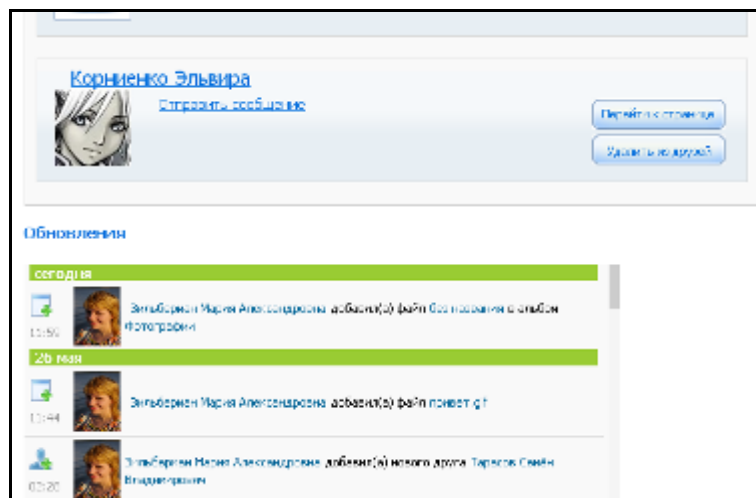 Корниенко Эльвира
Отправить сообщение
Перейти к странице
Удалить из друзей
Обновления
сегодня
Зильберман Мария Александровна добавил(а) файл без названия в альбом
Фотографии
11:59
26 мая
Зильберман Мария Александровна добавил(а) файл привет.gif
11:44
Зильберман Мария Александровна добавил(а) нового друга Тарасов Семён
Владимирович